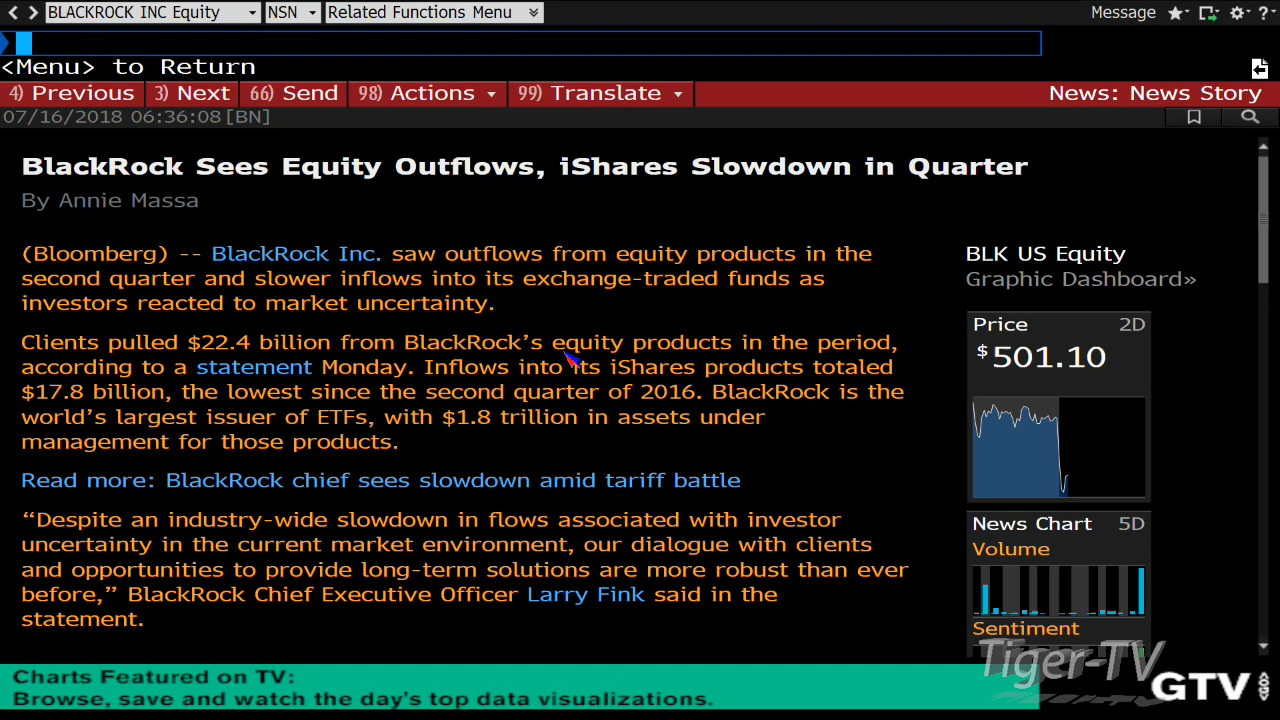 BLACKROCK INC Equity NSN Related Functions Menu Message ?
<Menu> to Return
4) Previous 3) Next 66) Send 98) Actions 99) Translate News: News Story
07/16/2018 06:36:08 [BN]
BlackRock Sees Equity Outflows, iShares Slowdown in Quarter
By Annie Massa
(Bloomberg) -- BlackRock Inc. saw outflows from equity products in the
second quarter and slower inflows into its exchange-traded funds as
investors reacted to market uncertainty.
Clients pulled $22.4 billion from BlackRock's equity products in the period,
according to a statement Monday. Inflows into its iShares products totaled
$17.8 billion, the lowest since the second quarter of 2016. BlackRock is the
world's largest issuer of ETFs, with $1.8 trillion in assets under
management for those products.
Read more: BlackRock chief sees slowdown amid tariff battle
“Despite an industry-wide slowdown in flows associated with investor
uncertainty in the current market environment, our dialogue with clients
and opportunities to provide long-term solutions are more robust than ever
before,” BlackRock Chief Executive Officer Larry Fink said in the
statement.
BLK US Equity
Graphic Dashboard»
Price 2D
$501.10
News Chart 5D
Volume
Sentiment
Tiger-TV
Charts Featured on TV:
Browse, save and watch the day's top data visualizations.
GTV